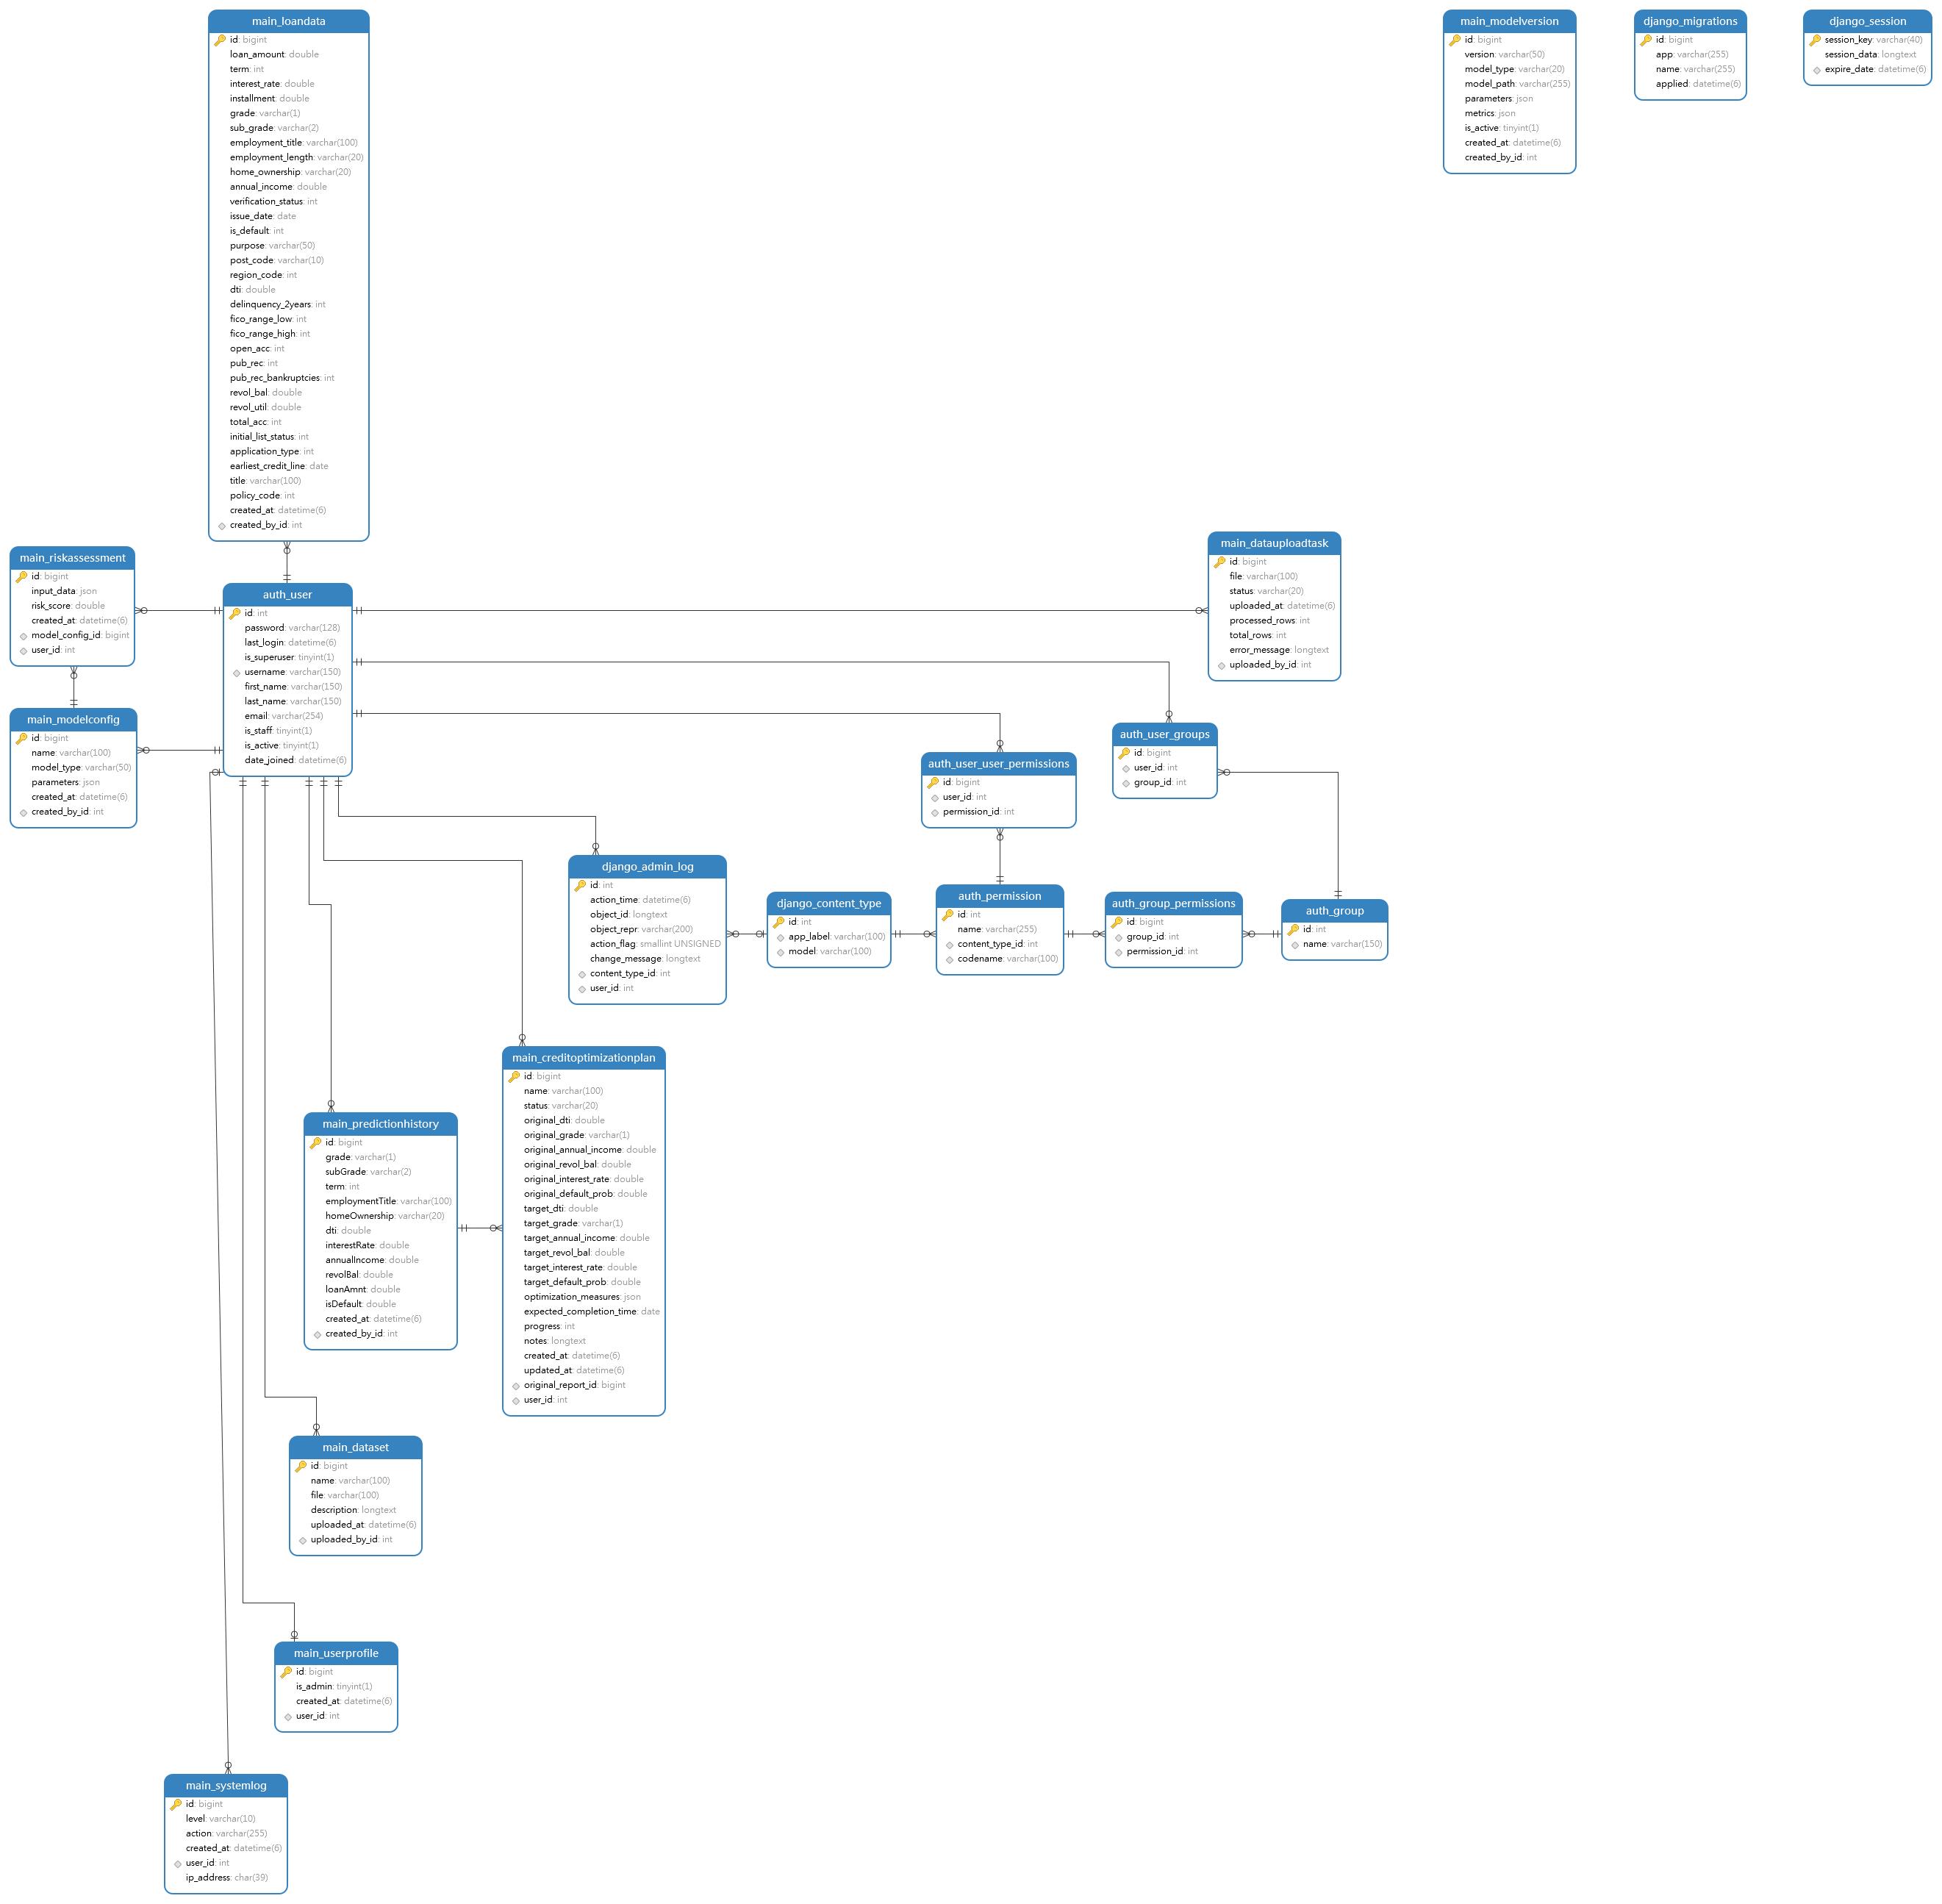 main_loandata
id: bigint
loan_amount: double
term: int
interest_rate: double
installment: double
grade: varchar(1)
sub_grade: varchar(2)
employment_title: varchar(100)
employment_length: varchar(20)
home_ownership: varchar(20)
annual_income: double
verification_status: int
issue_date: date
is_default: int
purpose: varchar(50)
post_code: varchar(10)
region_code: int
dti: double
delinquency_2years: int
fico_range_low: int
fico_range_high: int
open_acc: int
pub_rec: int
pub_rec_bankruptcies: int
revol_bal: double
revol_util: double
total_acc: int
initial_list_status: int
application_type: int
earliest_credit_line: date
title: varchar(100)
policy_code: int
created_at: datetime(6)
created_by_id: int
main_modelversion
id: bigint
version: varchar(50)
model_type: varchar(20)
model_path: varchar(255)
parameters: json
metrics: json
is_active: tinyint(1)
created_at: datetime(6)
created_by_id: int
django_migrations
id: bigint
app: varchar(255)
name: varchar(255)
applied: datetime(6)
django_session
session_key: varchar(40)
session_data: longtext
expire_date: datetime(6)
main_riskassessment
id: bigint
input_data: json
risk_score: double
created_at: datetime(6)
model_config_id: bigint
user_id: int
auth_user
id: int
password: varchar(128)
last_login: datetime(6)
is_superuser: tinyint(1)
username: varchar(150)
first_name: varchar(150)
last_name: varchar(150)
email: varchar(254)
is_staff: tinyint(1)
is_active: tinyint(1)
date_joined: datetime(6)
main_datauploadtask
id: bigint
file: varchar(100)
status: varchar(20)
uploaded_at: datetime(6)
processed_rows: int
total_rows: int
error_message: longtext
uploaded_by_id: int
main_modelconfig
id: bigint
name: varchar(100)
model_type: varchar(50)
parameters: json
created_at: datetime(6)
created_by_id: int
auth_user_groups
id: bigint
user_id: int
group_id: int
auth_user_user_permissions
id: bigint
user_id: int
permission_id: int
django_admin_log
id: int
action_time: datetime(6)
object_id: longtext
object_repr: varchar(200)
action_flag: smallint UNSIGNED
change_message: longtext
content_type_id: int
user_id: int
django_content_type
id: int
app_label: varchar(100)
model: varchar(100)
auth_permission
id: int
name: varchar(255)
content_type_id: int
codename: varchar(100)
auth_group_permissions
id: bigint
group_id: int
permission_id: int
auth_group
id: int
name: varchar(150)
main_creditoptimizationplan
id: bigint
name: varchar(100)
status: varchar(20)
original_dti: double
original_grade: varchar(1)
original_annual_income: double
original_revol_bal: double
original_interest_rate: double
original_default_prob: double
target_dti: double
target_grade: varchar(1)
target_annual_income: double
target_revol_bal: double
target_interest_rate: double
target_default_prob: double
optimization_measures: json
expected_completion_time: date
progress: int
notes: longtext
created_at: datetime(6)
updated_at: datetime(6)
original_report_id: bigint
user_id: int
main_predictionhistory
id: bigint
grade: varchar(1)
subGrade: varchar(2)
term: int
employmentTitle: varchar(100)
homeOwnership: varchar(20)
dti: double
interestRate: double
annualIncome: double
revolBal: double
loanAmnt: double
isDefault: double
created_at: datetime(6)
created_by_id: int
main_dataset
id: bigint
name: varchar(100)
file: varchar(100)
description: longtext
uploaded_at: datetime(6)
uploaded_by_id: int
main_userprofile
id: bigint
is_admin: tinyint(1)
created_at: datetime(6)
user_id: int
main_systemlog
id: bigint
level: varchar(10)
action: varchar(255)
created_at: datetime(6)
user_id: int
ip_address: char(39)